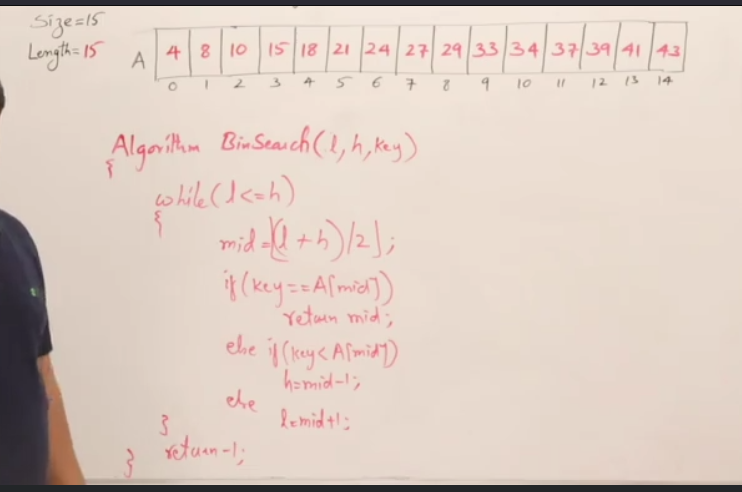 Size=15
Length=15
A 4 8 10 15 18 21 24 27 29 33 34 37 39 41 43
0 1 2 3 4 5 6 7 8 9 10 11 12 13 14
Algorithm BinSearch(l,h,key)
{
while(l<=h)
{
mid=⌊(l+h)/2⌋;
if(key==A[mid])
return mid;
else if(key<A[mid])
h=mid-1;
else
l=mid+1;
}
return-1;
}